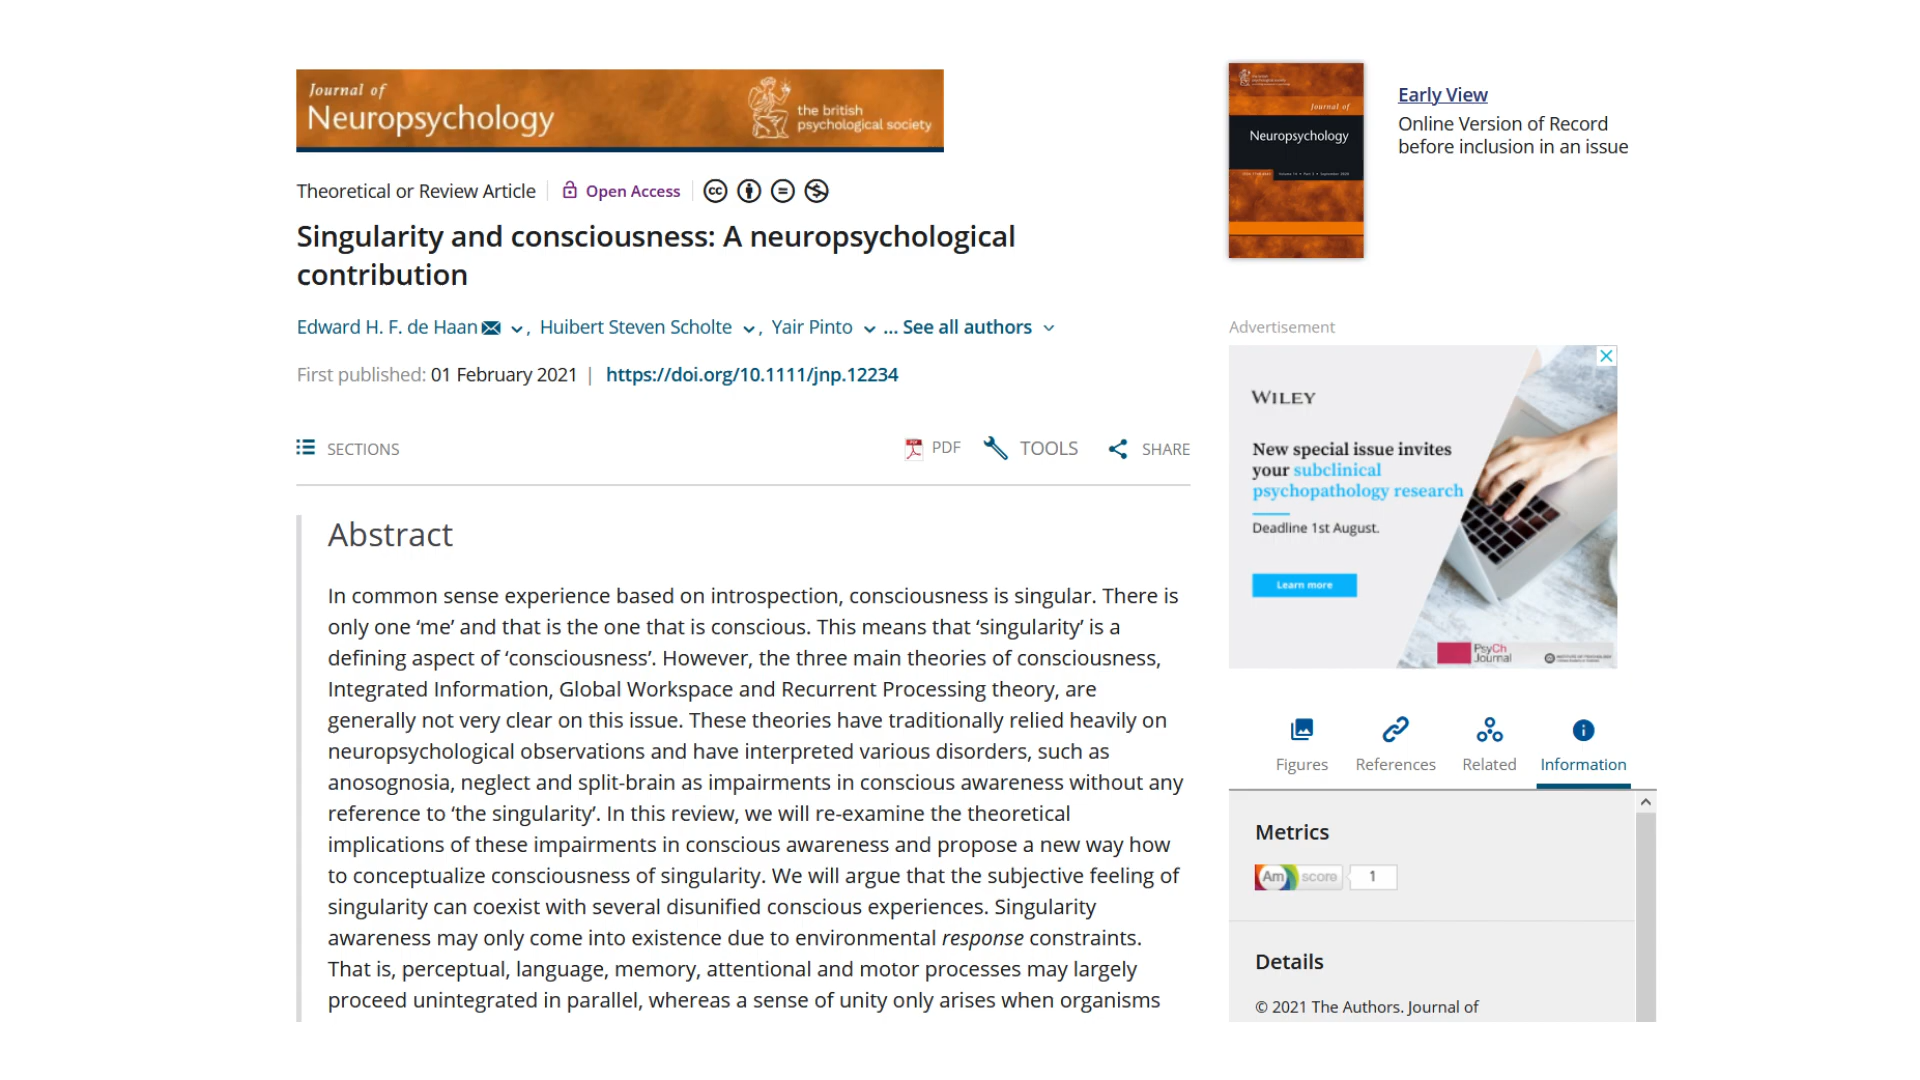 Journal of
Neuropsychology
the british
psychological society
Theoretical or Review Article
Open Access
Singularity and consciousness: A neuropsychological
contribution
Edward H. F. de Haan , Huibert Steven Scholte , Yair Pinto ... See all authors
First published: 01 February 2021 | https://doi.org/10.1111/jnp.12234
SECTIONS
PDF
TOOLS
SHARE
Abstract
In common sense experience based on introspection, consciousness is singular. There is
only one ‘me’ and that is the one that is conscious. This means that ‘singularity’ is a
defining aspect of ‘consciousness’. However, the three main theories of consciousness,
Integrated Information, Global Workspace and Recurrent Processing theory, are
generally not very clear on this issue. These theories have traditionally relied heavily on
neuropsychological observations and have interpreted various disorders, such as
anosognosia, neglect and split-brain as impairments in conscious awareness without any
reference to ‘the singularity’. In this review, we will re-examine the theoretical
implications of these impairments in conscious awareness and propose a new way how
to conceptualize consciousness of singularity. We will argue that the subjective feeling of
singularity can coexist with several disunified conscious experiences. Singularity
awareness may only come into existence due to environmental response constraints.
That is, perceptual, language, memory, attentional and motor processes may largely
proceed unintegrated in parallel, whereas a sense of unity only arises when organisms
Journal of
Neuropsychology
Early View
Online Version of Record
before inclusion in an issue
Advertisement
WILEY
New special issue invites
your subclinical
psychopathology research
Deadline 1st August.
Learn more
PsyCh
Journal
Figures
References
Related
Information
Metrics
Am score 1
Details
© 2021 The Authors. Journal of